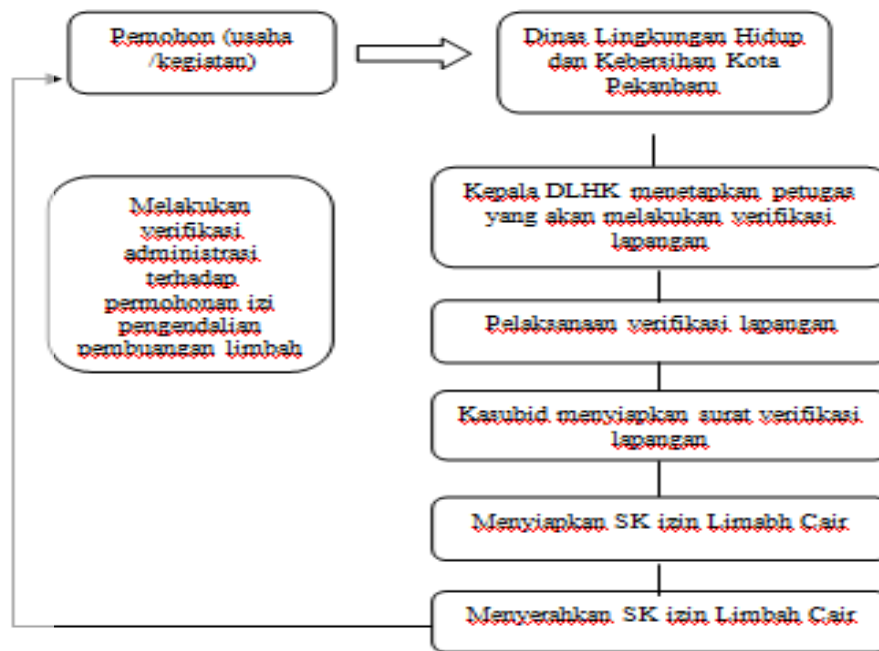 Pemohon (usaha
/kegiatan)
Dinas Lingkungan Hidup
dan Kebersihan Kota
Pekanbaru
Melakukan
verifikasi
administrasi
terhadap
permohonan izi
pengendalian
pembuangan limbah
Kepala DLHK menetapkan petugas
yang akan melakukan verifikasi
lapangan
Pelaksanaan verifikasi lapangan
Kasubid menyiapkan surat verifikasi
lapangan
Menyiapkan SK izin Limabh Cair
Menyerahkan SK izin Limbah Cair